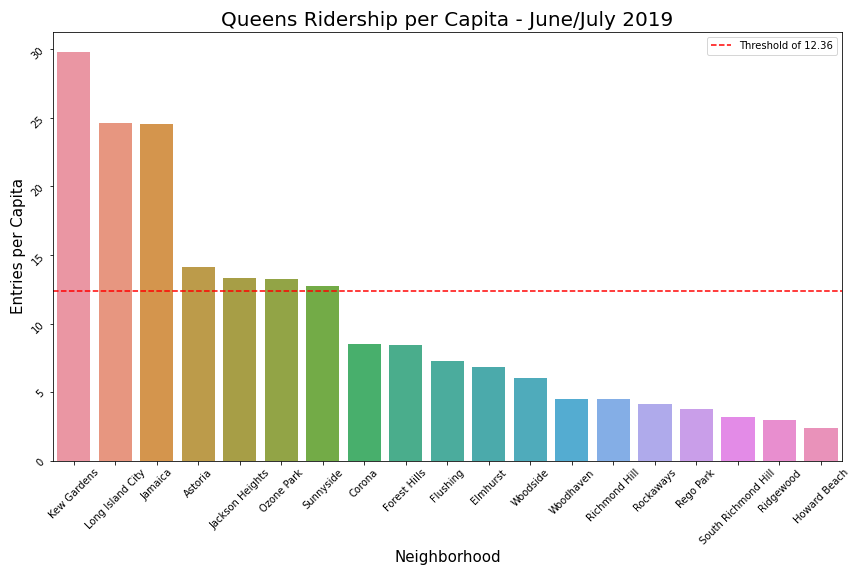 Queens Ridership per Capita - June/July 2019
Threshold of 12.36
Entries per Capita
30
25
20
15
10
5
0
Kew Gardens
Long Island City
Jamaica
Astoria
Jackson Heights
Ozone Park
Sunnyside
Corona
Forest Hills
Flushing
Elmhurst
Woodside
Woodhaven
Richmond Hill
Rockaways
Rego Park
South Richmond Hill
Ridgewood
Howard Beach
Neighborhood